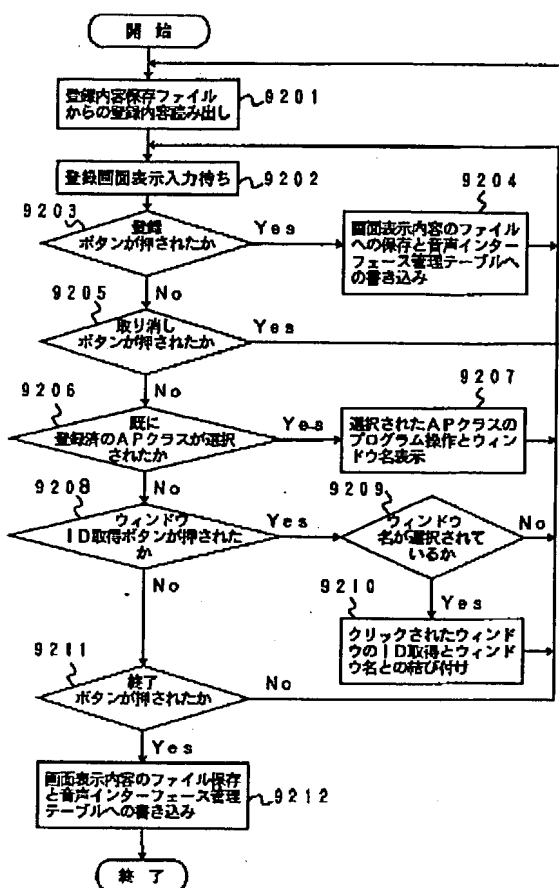 開始
登録内容保存ファイル
からの登録内容読み出し
9201
登録画面表示入力待ち
9202
9203
登録
ボタンが押されたか
Yes
9204
画面表示内容のファイル
への保存と音声インター
フェース管理テーブルへ
の書き込み
No
9205
取り消し
ボタンが押されたか
Yes
No
9206
既に
登録済のAPクラスが選択
されたか
Yes
9207
選択されたAPクラスの
プログラム操作とウィン
ドウ名表示
No
9208
ウィンドウ
ID取得ボタンが押された
か
Yes
9209
ウィンドウ
名が選択されて
いるか
No
Yes
9210
クリックされたウィンド
ウのID取得とウィンド
ウ名との結び付け
No
9211
終了
ボタンが押されたか
No
Yes
画面表示内容のファイル保存
と音声インターフェース管理
テーブルへの書き込み
9212
終了